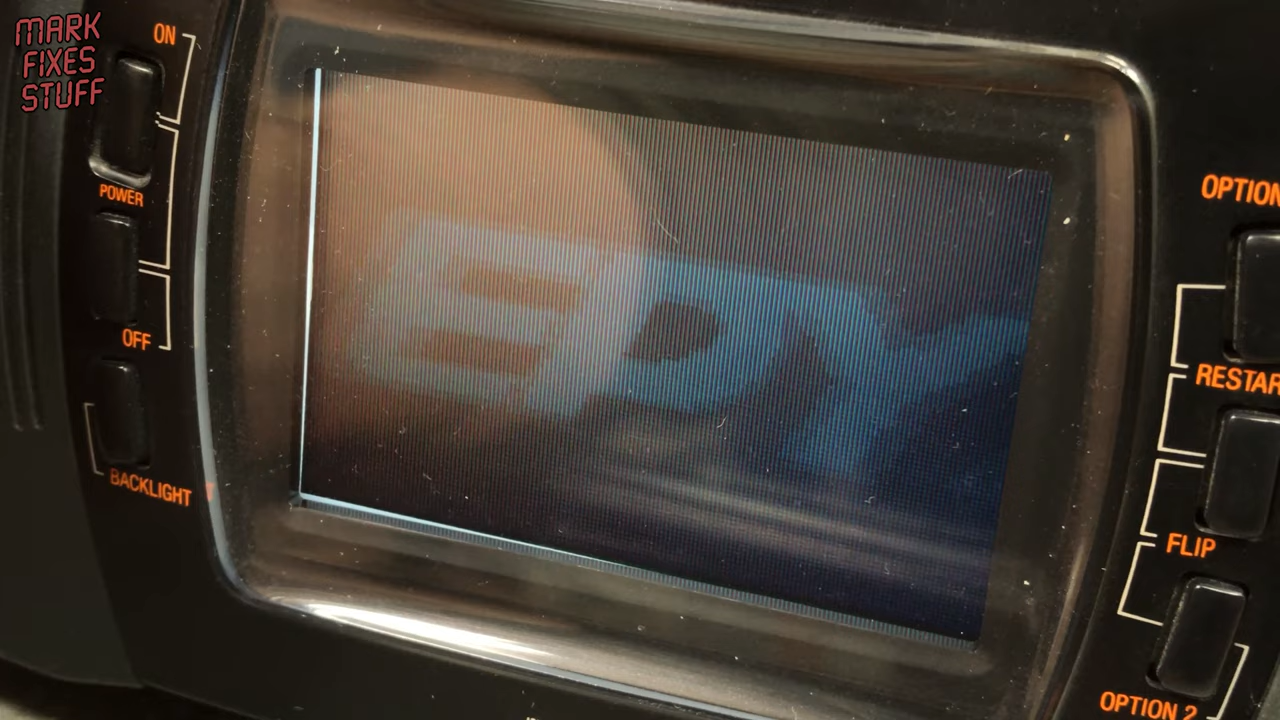 MARK
FIXES
STUFF
ON
POWER
OFF
BACKLIGHT
OPTION
RESTAR
FLIP
OPTION 2